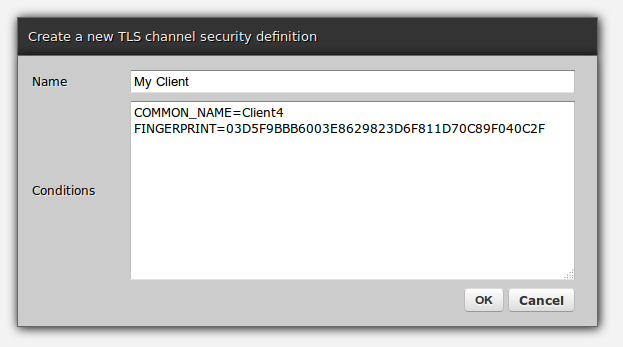 Create a new TLS channel security definition
Name
My Client
Conditions
COMMON_NAME=Client4
FINGERPRINT=03D5F9BBB6003E8629823D6F811D70C89F040C2F
OK
Cancel